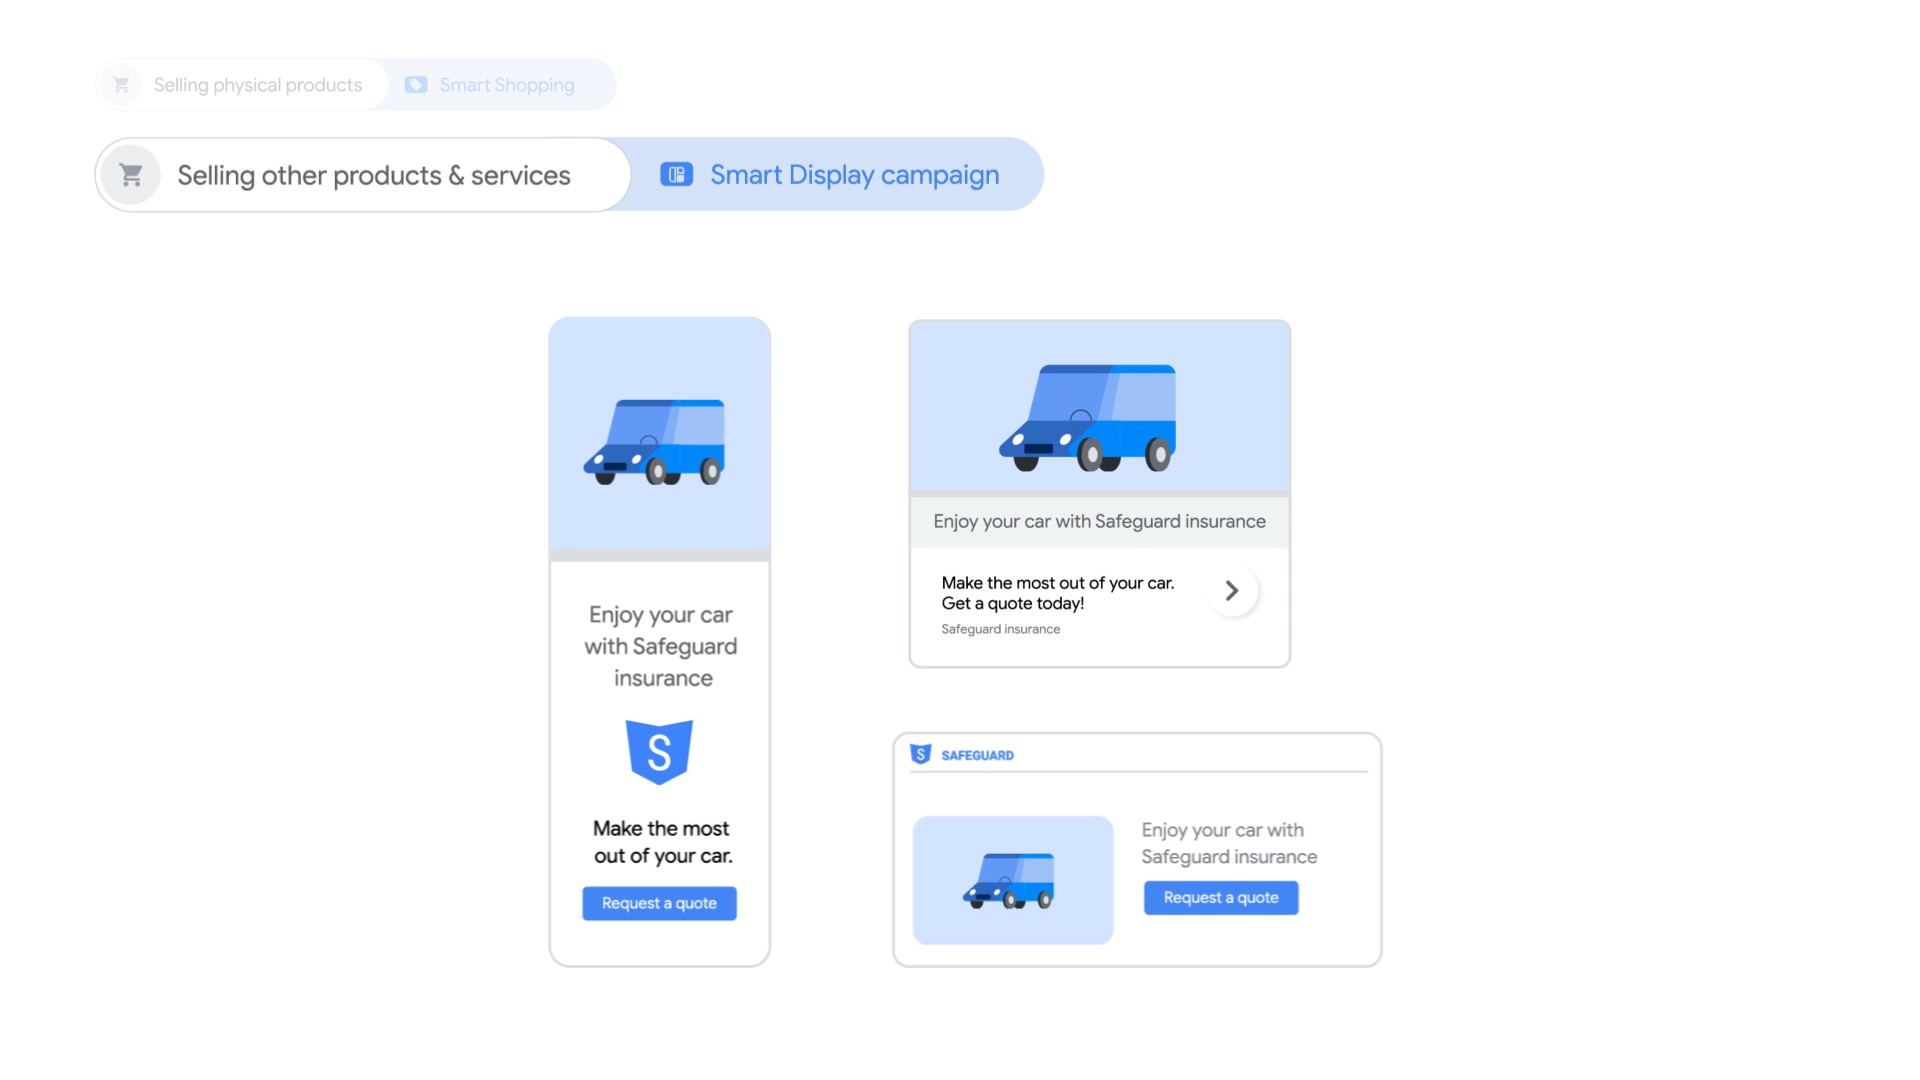 Selling physical products
Smart Shopping
Selling other products & services
Smart Display campaign
Enjoy your car
with Safeguard
insurance
S
Make the most
out of your car.
Request a quote
Enjoy your car with Safeguard insurance
Make the most out of your car.
Get a quote today!
Safeguard insurance
S SAFEGUARD
Enjoy your car with
Safeguard insurance
Request a quote